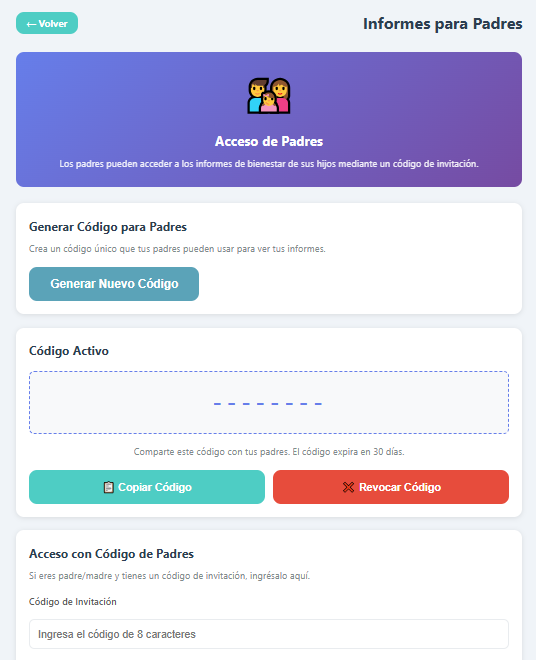 ← Volver
Informes para Padres
Acceso de Padres
Los padres pueden acceder a los informes de bienestar de sus hijos mediante un código de invitación.
Generar Código para Padres
Crea un código único que tus padres pueden usar para ver tus informes.
Generar Nuevo Código
Código Activo
--------
Comparte este código con tus padres. El código expira en 30 días.
Copiar Código
Revocar Código
Acceso con Código de Padres
Si eres padre/madre y tienes un código de invitación, ingrésalo aquí.
Código de Invitación
Ingresa el código de 8 caracteres